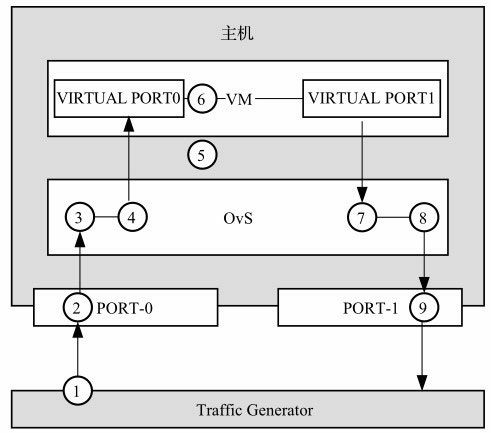 主机
VIRTUAL PORT0 6 VM VIRTUAL PORT1
5
3 4 OvS 7 8
2 PORT-0 PORT-1 9
1
Traffic Generator